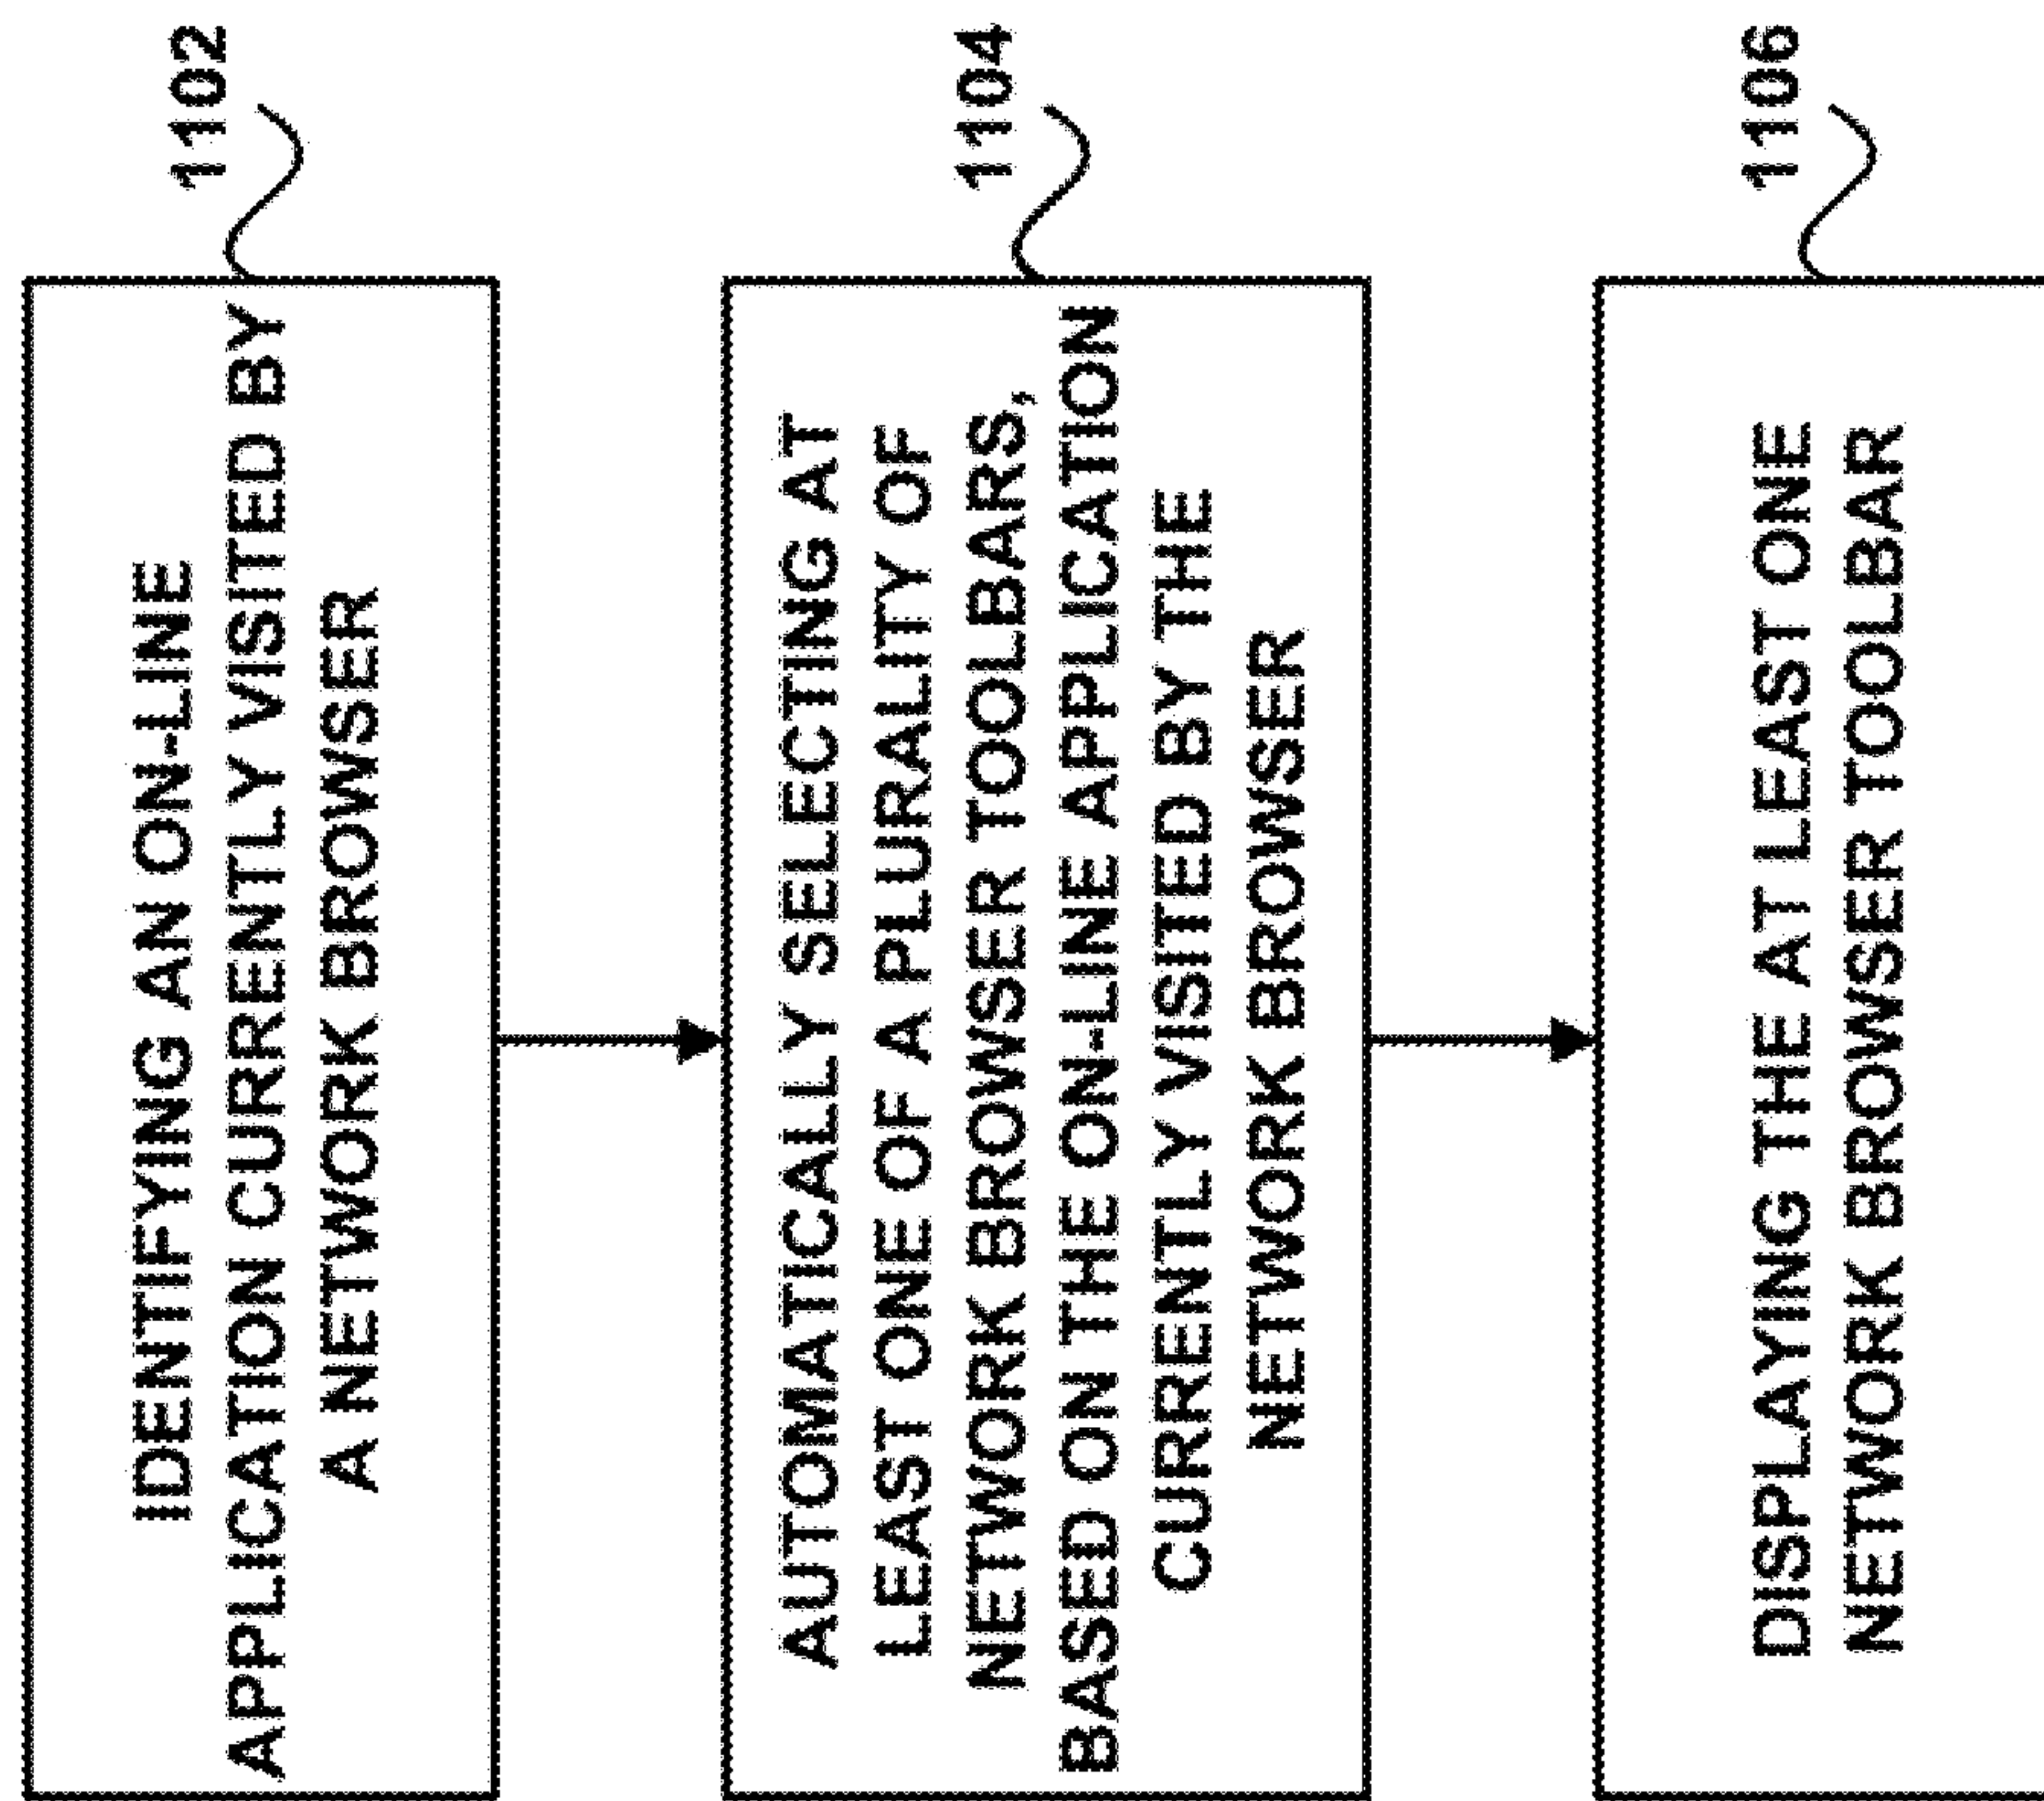 1102
IDENTIFYING AN ON-LINE
APPLICATION CURRENTLY VISITED BY
A NETWORK BROWSER
1104
AUTOMATICALLY SELECTING AT
LEAST ONE OF A PLURALITY OF
NETWORK BROWSER TOOLBARS,
BASED ON THE ON-LINE APPLICATION
CURRENTLY VISITED BY THE
NETWORK BROWSER
1106
DISPLAYING THE AT LEAST ONE
NETWORK BROWSER TOOLBAR